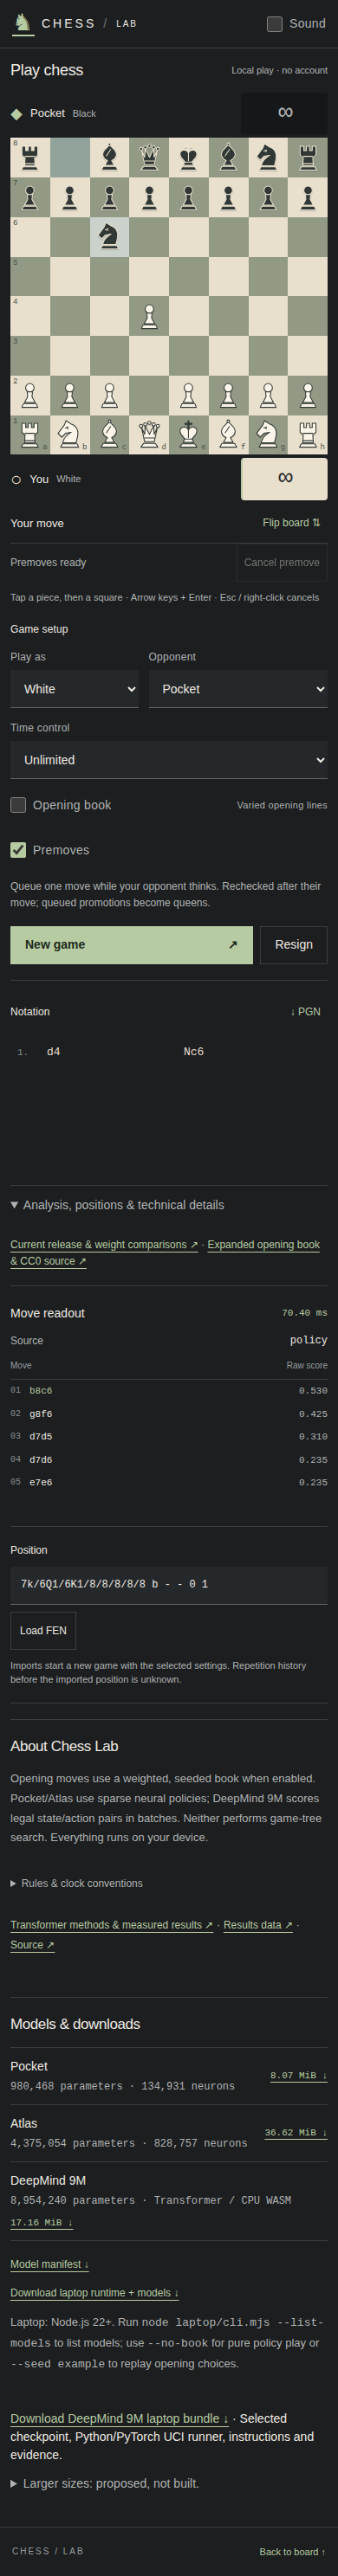 CHESS / LAB
Sound
Play chess
Local play · no account
Pocket Black
∞
8
7
6
5
4
3
2
1
a b c d e f g h
You White
∞
Your move
Flip board ⇅
Premoves ready
Cancel premove
Tap a piece, then a square · Arrow keys + Enter · Esc / right-click cancels
Game setup
Play as
Opponent
White
Pocket
Time control
Unlimited
Opening book
Varied opening lines
Premoves
Queue one move while your opponent thinks. Rechecked after their
move; queued promotions become queens.
New game ↗
Resign
Notation
↓ PGN
1. d4 Nc6
▼ Analysis, positions & technical details
Current release & weight comparisons ↗ · Expanded opening book
& CC0 source ↗
Move readout
70.40 ms
Source
policy
Move
Raw score
01 b8c6 0.530
02 g8f6 0.425
03 d7d5 0.310
04 d7d6 0.235
05 e7e6 0.235
Position
7k/6Q1/6K1/8/8/8/8/8 b - - 0 1
Load FEN
Imports start a new game with the selected settings. Repetition history
before the imported position is unknown.
About Chess Lab
Opening moves use a weighted, seeded book when enabled.
Pocket/Atlas use sparse neural policies; DeepMind 9M scores
legal state/action pairs in batches. Neither performs game-tree
search. Everything runs on your device.
▶ Rules & clock conventions
Transformer methods & measured results ↗ · Results data ↗ ·
Source ↗
Models & downloads
Pocket
980,468 parameters · 134,931 neurons
8.07 MiB ↓
Atlas
4,375,054 parameters · 828,757 neurons
36.62 MiB ↓
DeepMind 9M
8,954,240 parameters · Transformer / CPU WASM
17.16 MiB ↓
Model manifest ↓
Download laptop runtime + models ↓
Laptop: Node.js 22+. Run node laptop/cli.mjs --list-
models to list models; use --no-book for pure policy play or
--seed example to replay opening choices.
Download DeepMind 9M laptop bundle ↓ · Selected
checkpoint, Python/PyTorch UCI runner, instructions and
evidence.
▶ Larger sizes: proposed, not built.
CHESS / LAB
Back to board ↑